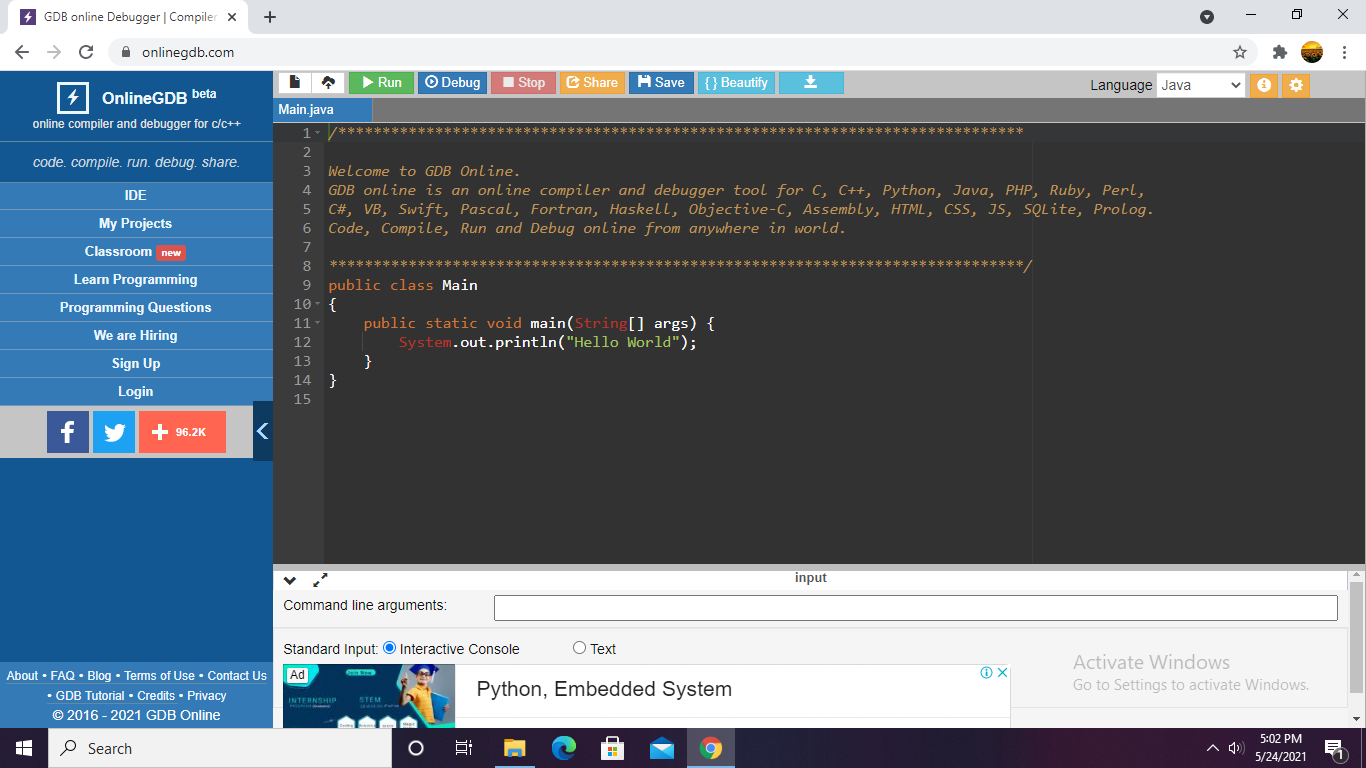 GDB online Debugger | Compiler
onlinegdb.com
OnlineGDB beta
online compiler and debugger for c/c++
code. compile. run. debug. share.
IDE
My Projects
Classroom new
Learn Programming
Programming Questions
We are Hiring
Sign Up
Login
96.2K
About • FAQ • Blog • Terms of Use • Contact Us
• GDB Tutorial • Credits • Privacy
© 2016 - 2021 GDB Online
Run Debug Stop Share Save { } Beautify
Language Java
Main.java
1 /******************************************************************************
2
3 Welcome to GDB Online.
4 GDB online is an online compiler and debugger tool for C, C++, Python, Java, PHP, Ruby, Perl,
5 C#, VB, Swift, Pascal, Fortran, Haskell, Objective-C, Assembly, HTML, CSS, JS, SQLite, Prolog.
6 Code, Compile, Run and Debug online from anywhere in world.
7
8 *******************************************************************************/
9 public class Main
10 {
11     public static void main(String[] args) {
12         System.out.println("Hello World");
13     }
14 }
15
input
Command line arguments:
Standard Input: Interactive Console Text
Ad
INTERNSHIP
STEM
Python, Embedded System
Activate Windows
Go to Settings to activate Windows.
Search
5:02 PM
5/24/2021
1